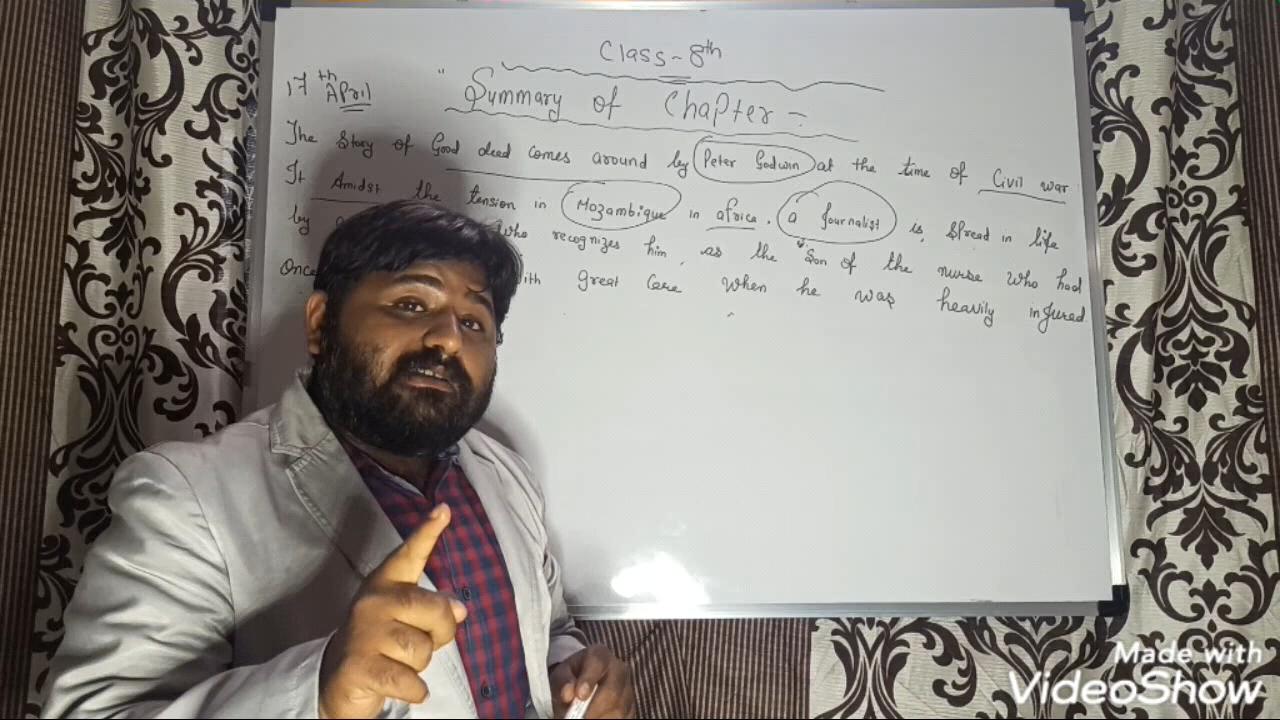 Class - 8th
17th April
"Summary of Chapter -:
The Story of Good deed comes around by Peter Godwin at the time of Civil war
It Amidst the tension in Mozambique in africa. a Journalist is spread in life
by who recognizes him, as the Son of the nurse who had
Once with great Care when he was heavily injured.
Made with
VideoShow